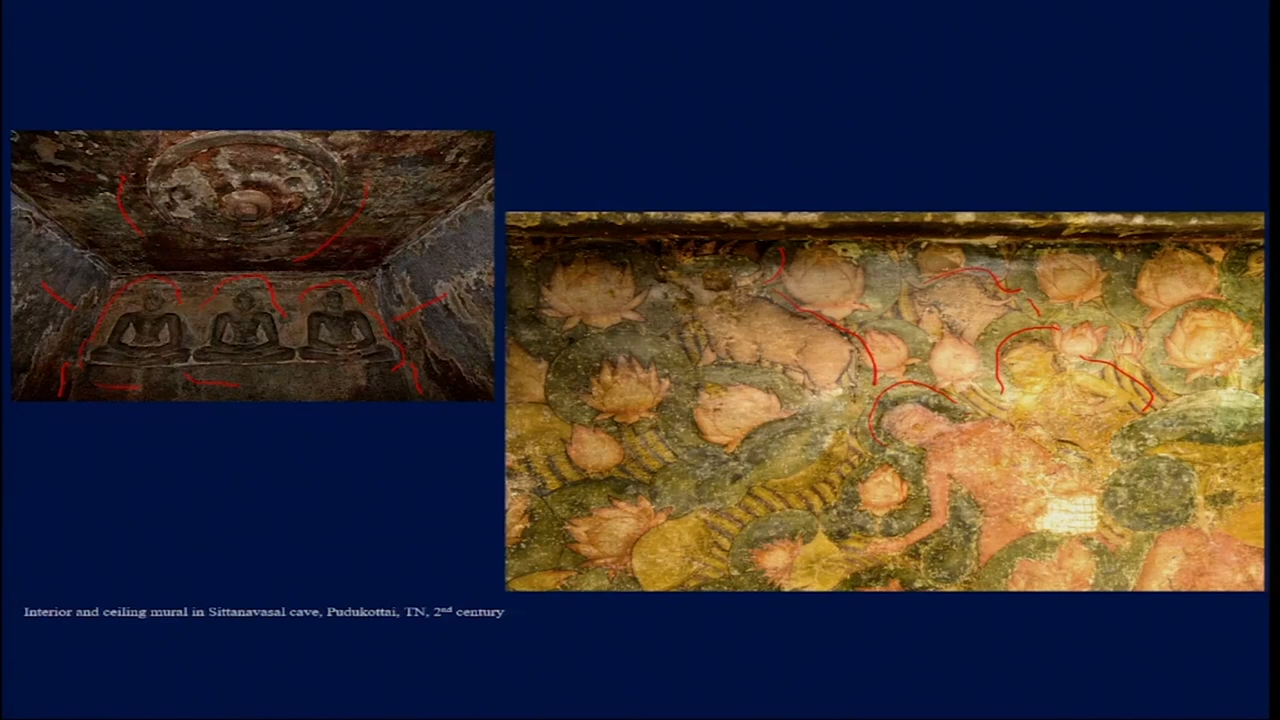 Interior and ceiling mural in Sittanavasal cave, Pudukottai, TN, 2nd century